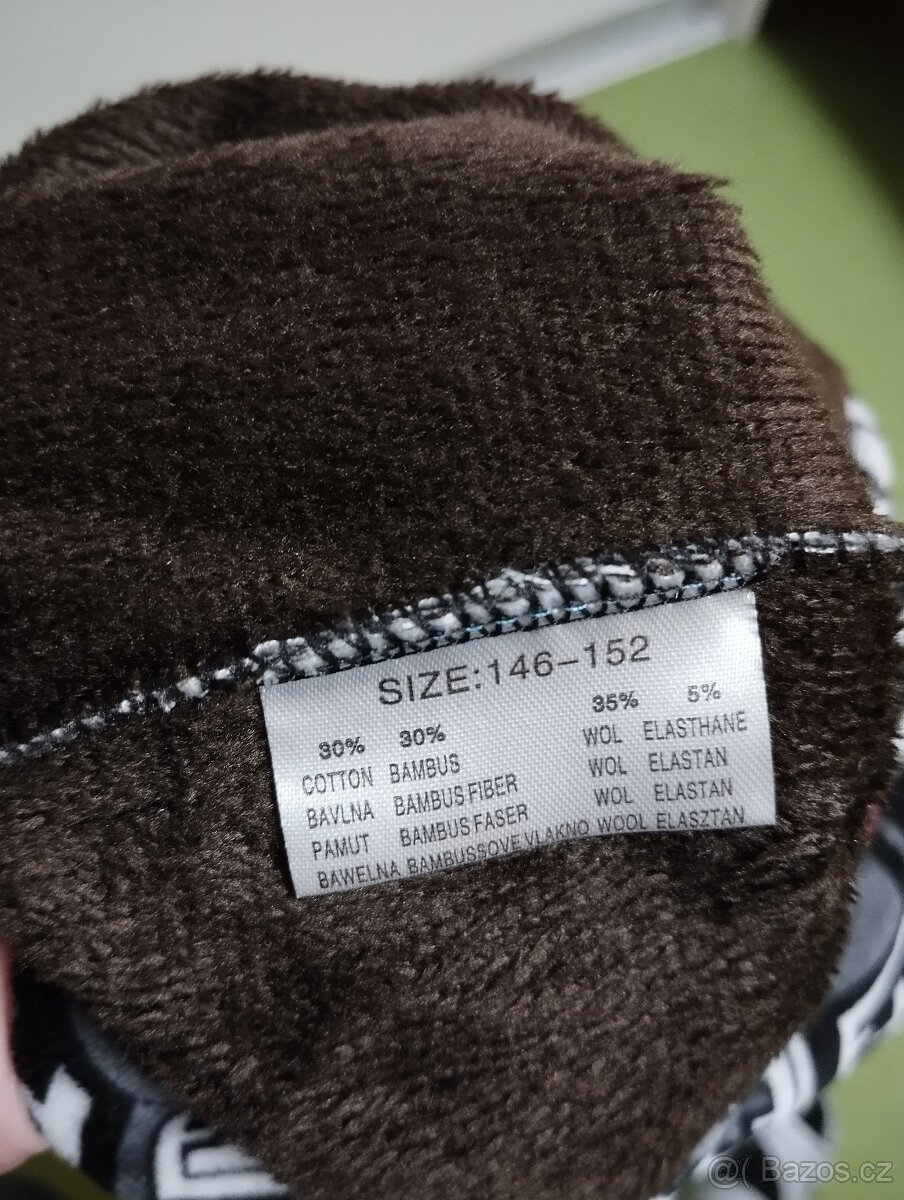 SIZE:146-152
30% 30% 35% 5%
COTTON BAMBUS WOL ELASTHANE
BAVLNA BAMBUS FIBER WOL ELASTAN
PAMUT BAMBUS FASER WOL ELASTAN
BAWELNA BAMBUSSOVE VLAKNO WOOL ELASZTAN
Bazos.cz